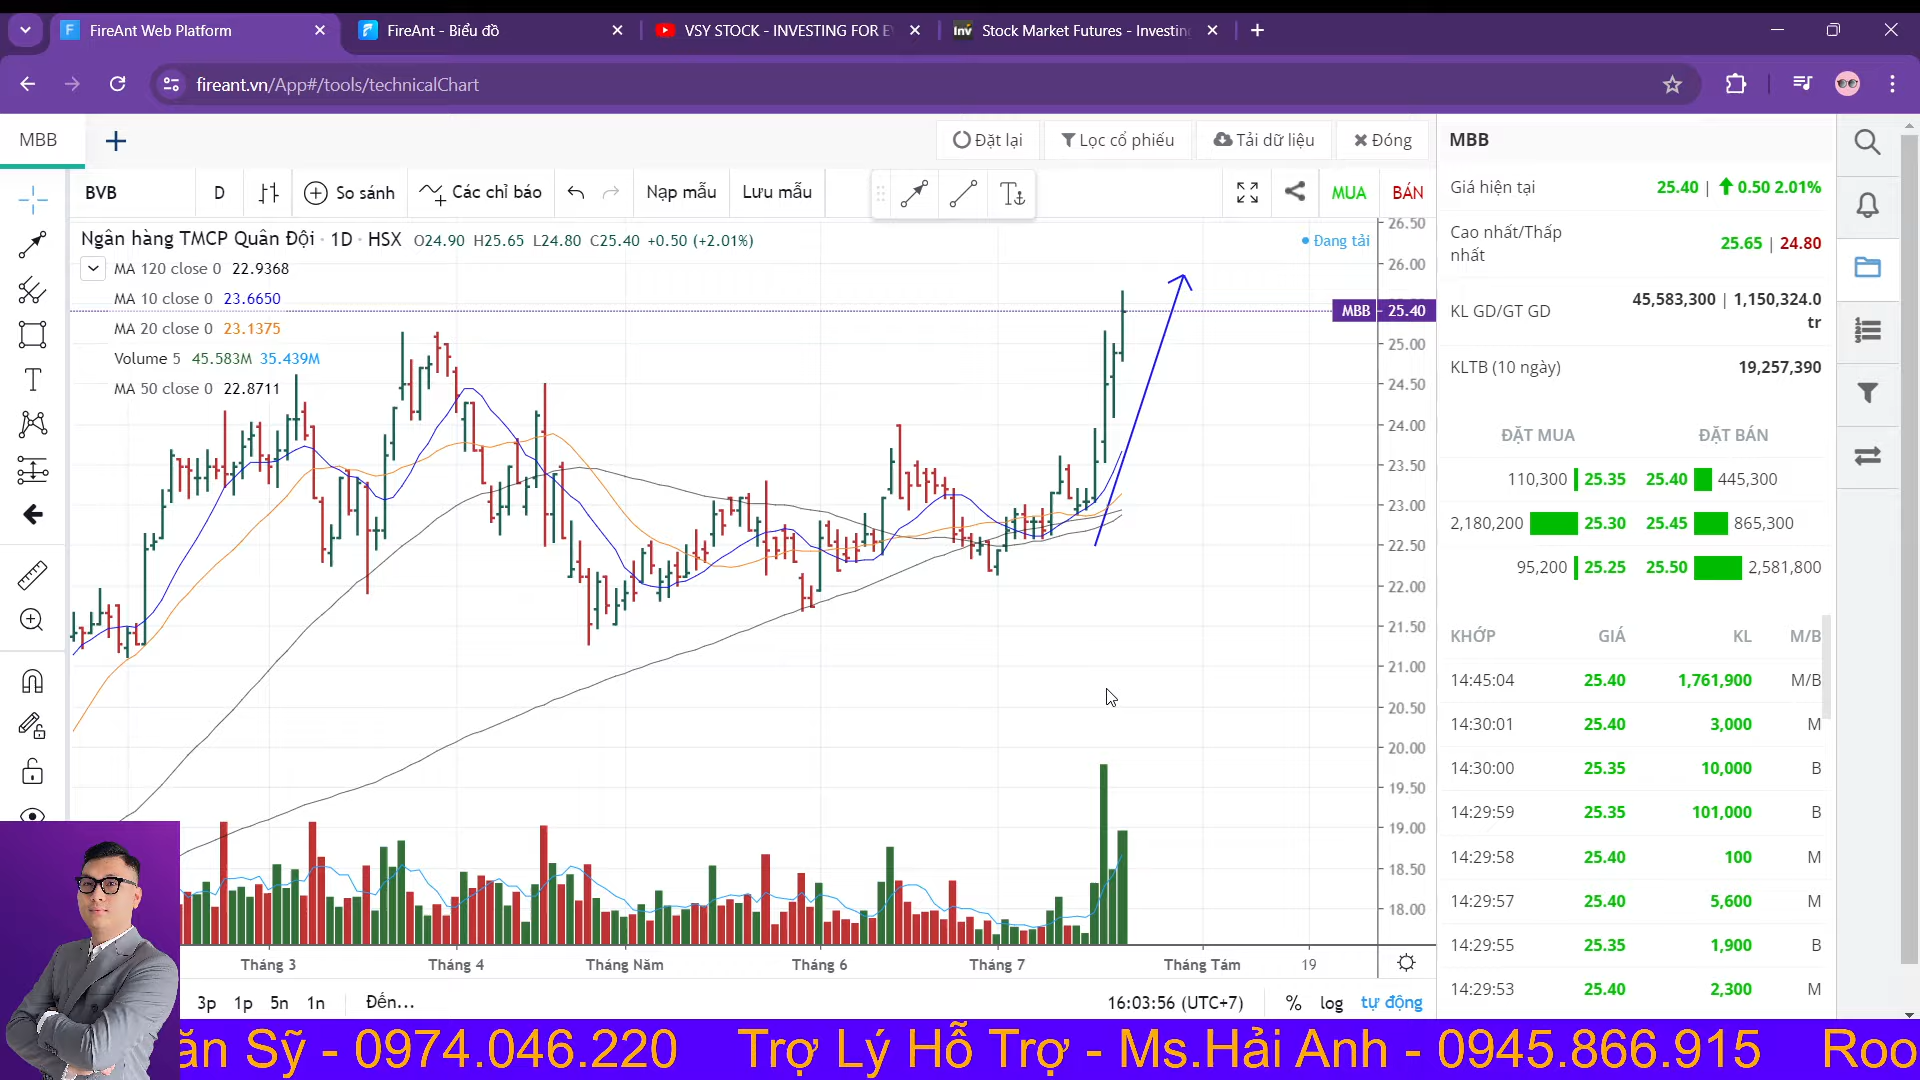 FireAnt Web Platform
FireAnt - Biểu đồ
VSY STOCK - INVESTING FOR E
Stock Market Futures - Investin
fireant.vn/App#/tools/technicalChart
MBB
Đặt lại
Lọc cổ phiếu
Tải dữ liệu
Đóng
BVB
D
So sánh
Các chỉ báo
Nạp mẫu
Lưu mẫu
MUA
BÁN
Ngân hàng TMCP Quân Đội · 1D · HSX O24.90 H25.65 L24.80 C25.40 +0.50 (+2.01%)
Đang tải
MA 120 close 0 22.9368
MA 10 close 0 23.6650
MA 20 close 0 23.1375
Volume 5 45.583M 35.439M
MA 50 close 0 22.8711
26.50
26.00
MBB 25.40
25.00
24.50
24.00
23.50
23.00
22.50
22.00
21.50
21.00
20.50
20.00
19.50
19.00
18.50
18.00
Tháng 3 Tháng 4 Tháng Năm Tháng 6 Tháng 7 Tháng Tám 19
3p 1p 5n 1n Đến...
16:03:56 (UTC+7) % log tự động
MBB
Giá hiện tại 25.40 | 0.50 2.01%
Cao nhất/Thấp nhất 25.65 | 24.80
KL GD/GT GD 45,583,300 | 1,150,324.0 tr
KLTB (10 ngày) 19,257,390
ĐẶT MUA ĐẶT BÁN
110,300 25.35 25.40 445,300
2,180,200 25.30 25.45 865,300
95,200 25.25 25.50 2,581,800
KHỚP GIÁ KL M/B
14:45:04 25.40 1,761,900 M/B
14:30:01 25.40 3,000 M
14:30:00 25.35 10,000 B
14:29:59 25.35 101,000 B
14:29:58 25.40 100 M
14:29:57 25.40 5,600 M
14:29:55 25.35 1,900 B
14:29:53 25.40 2,300 M
ăn Sỹ - 0974.046.220 Trợ Lý Hỗ Trợ - Ms.Hải Anh - 0945.866.915 Roo